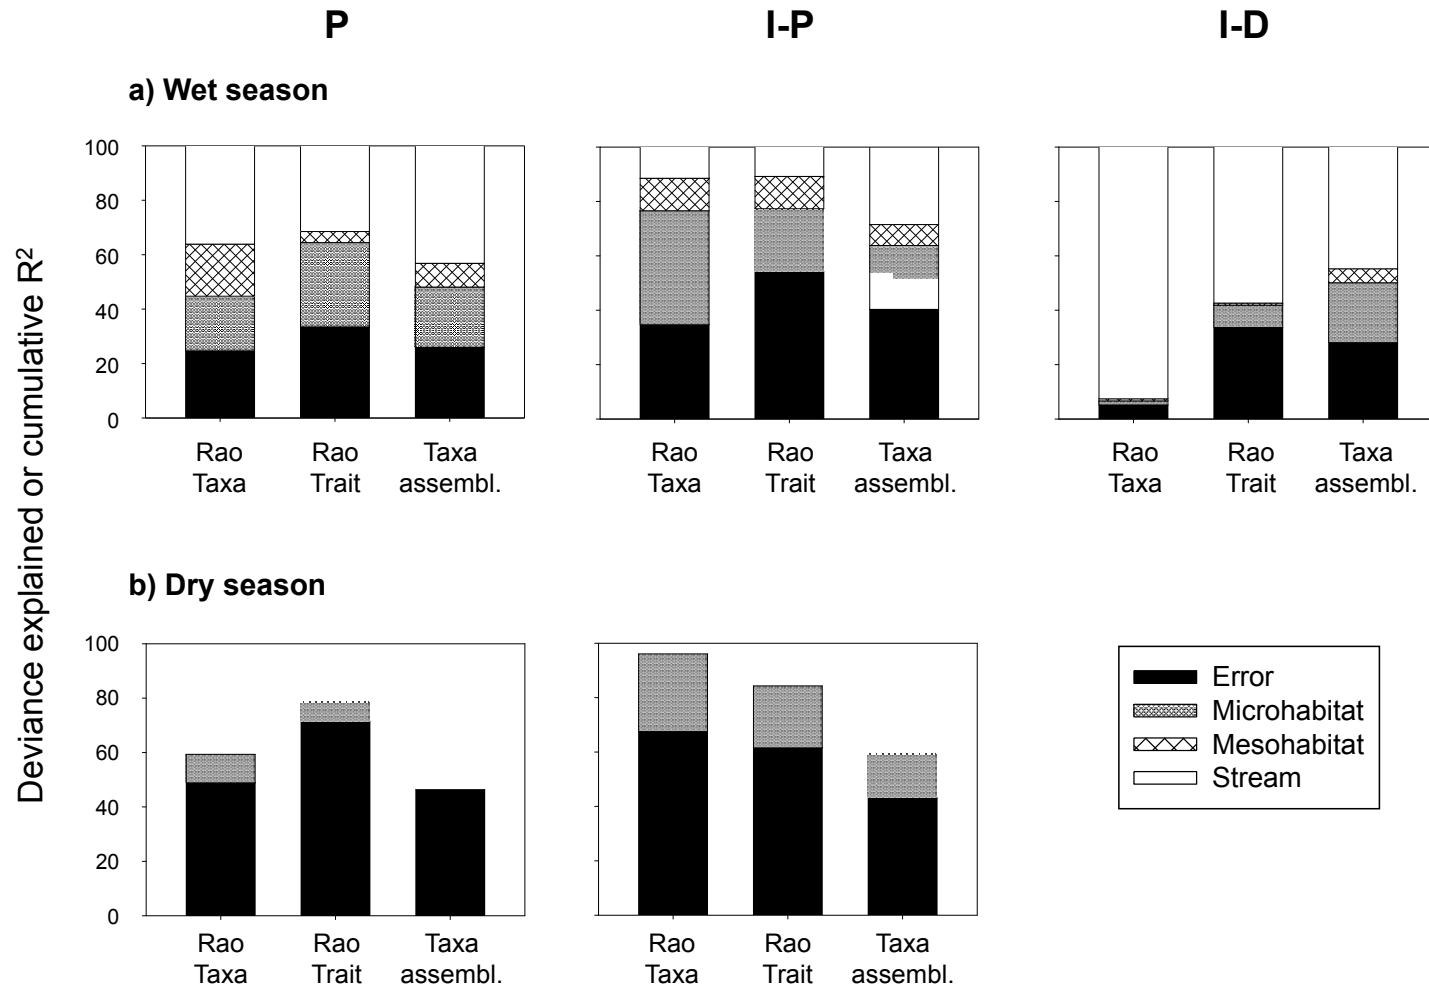 P I-P I-D
a) Wet season
Deviance explained or cumulative R²
100
80
60
40
20
0
Rao Rao Taxa
Taxa Trait assembl.
Rao Rao Taxa
Taxa Trait assembl.
Rao Rao Taxa
Taxa Trait assembl.
b) Dry season
100
80
60
40
20
0
Rao Rao Taxa
Taxa Trait assembl.
Rao Rao Taxa
Taxa Trait assembl.
Error
Microhabitat
Mesohabitat
Stream